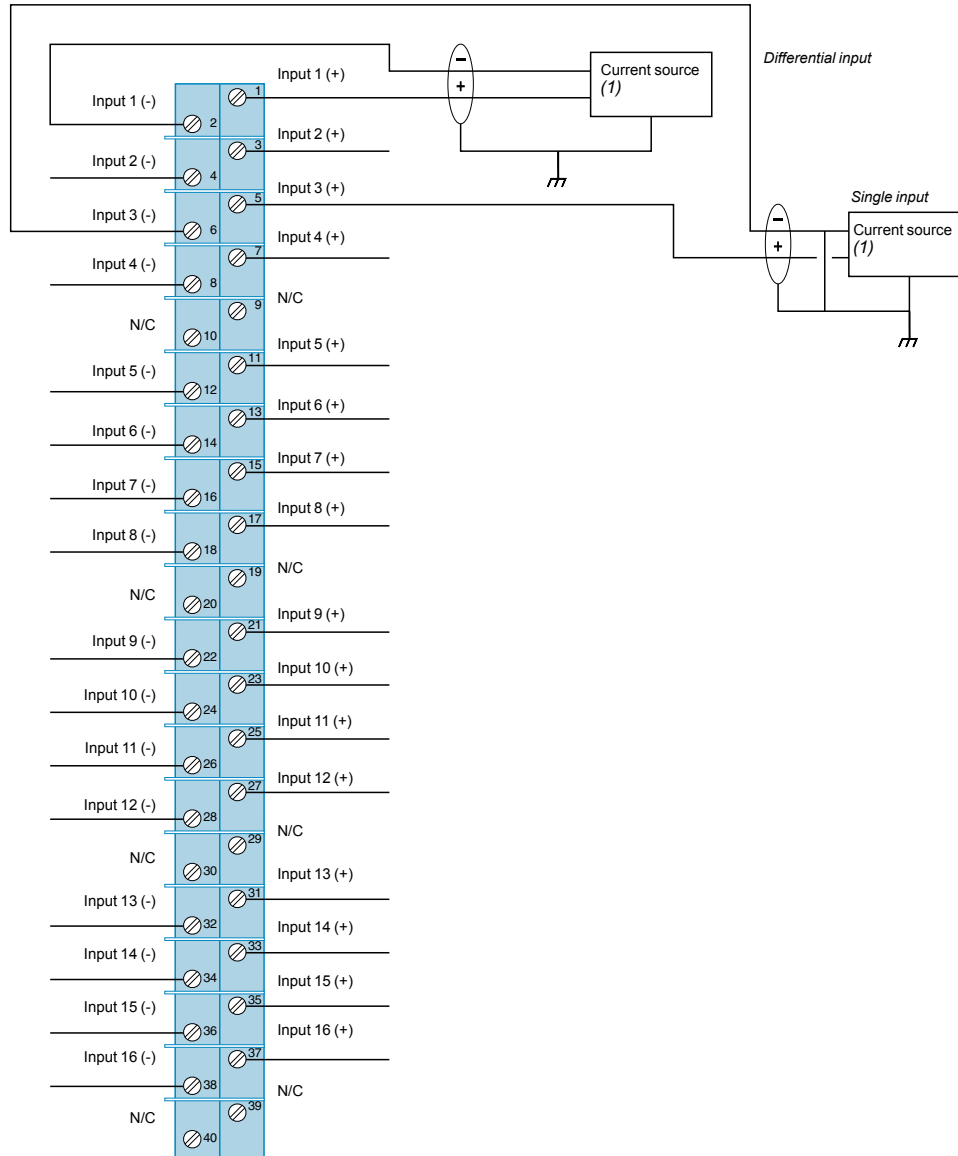 Differential input
Current source
(1)
−
+
Input 1 (+)
Input 1 (-)
1
2
Input 2 (+)
Input 2 (-)
3
4
Input 3 (+)
Input 3 (-)
5
6
Single input
Current source
(1)
−
+
Input 4 (+)
Input 4 (-)
7
8
N/C
N/C
9
10
Input 5 (+)
Input 5 (-)
11
12
Input 6 (+)
Input 6 (-)
13
14
Input 7 (+)
Input 7 (-)
15
16
Input 8 (+)
Input 8 (-)
17
18
N/C
N/C
19
20
Input 9 (+)
Input 9 (-)
21
22
Input 10 (+)
Input 10 (-)
23
24
Input 11 (+)
Input 11 (-)
25
26
Input 12 (+)
Input 12 (-)
27
28
N/C
N/C
29
30
Input 13 (+)
Input 13 (-)
31
32
Input 14 (+)
Input 14 (-)
33
34
Input 15 (+)
Input 15 (-)
35
36
Input 16 (+)
Input 16 (-)
37
38
N/C
N/C
39
40